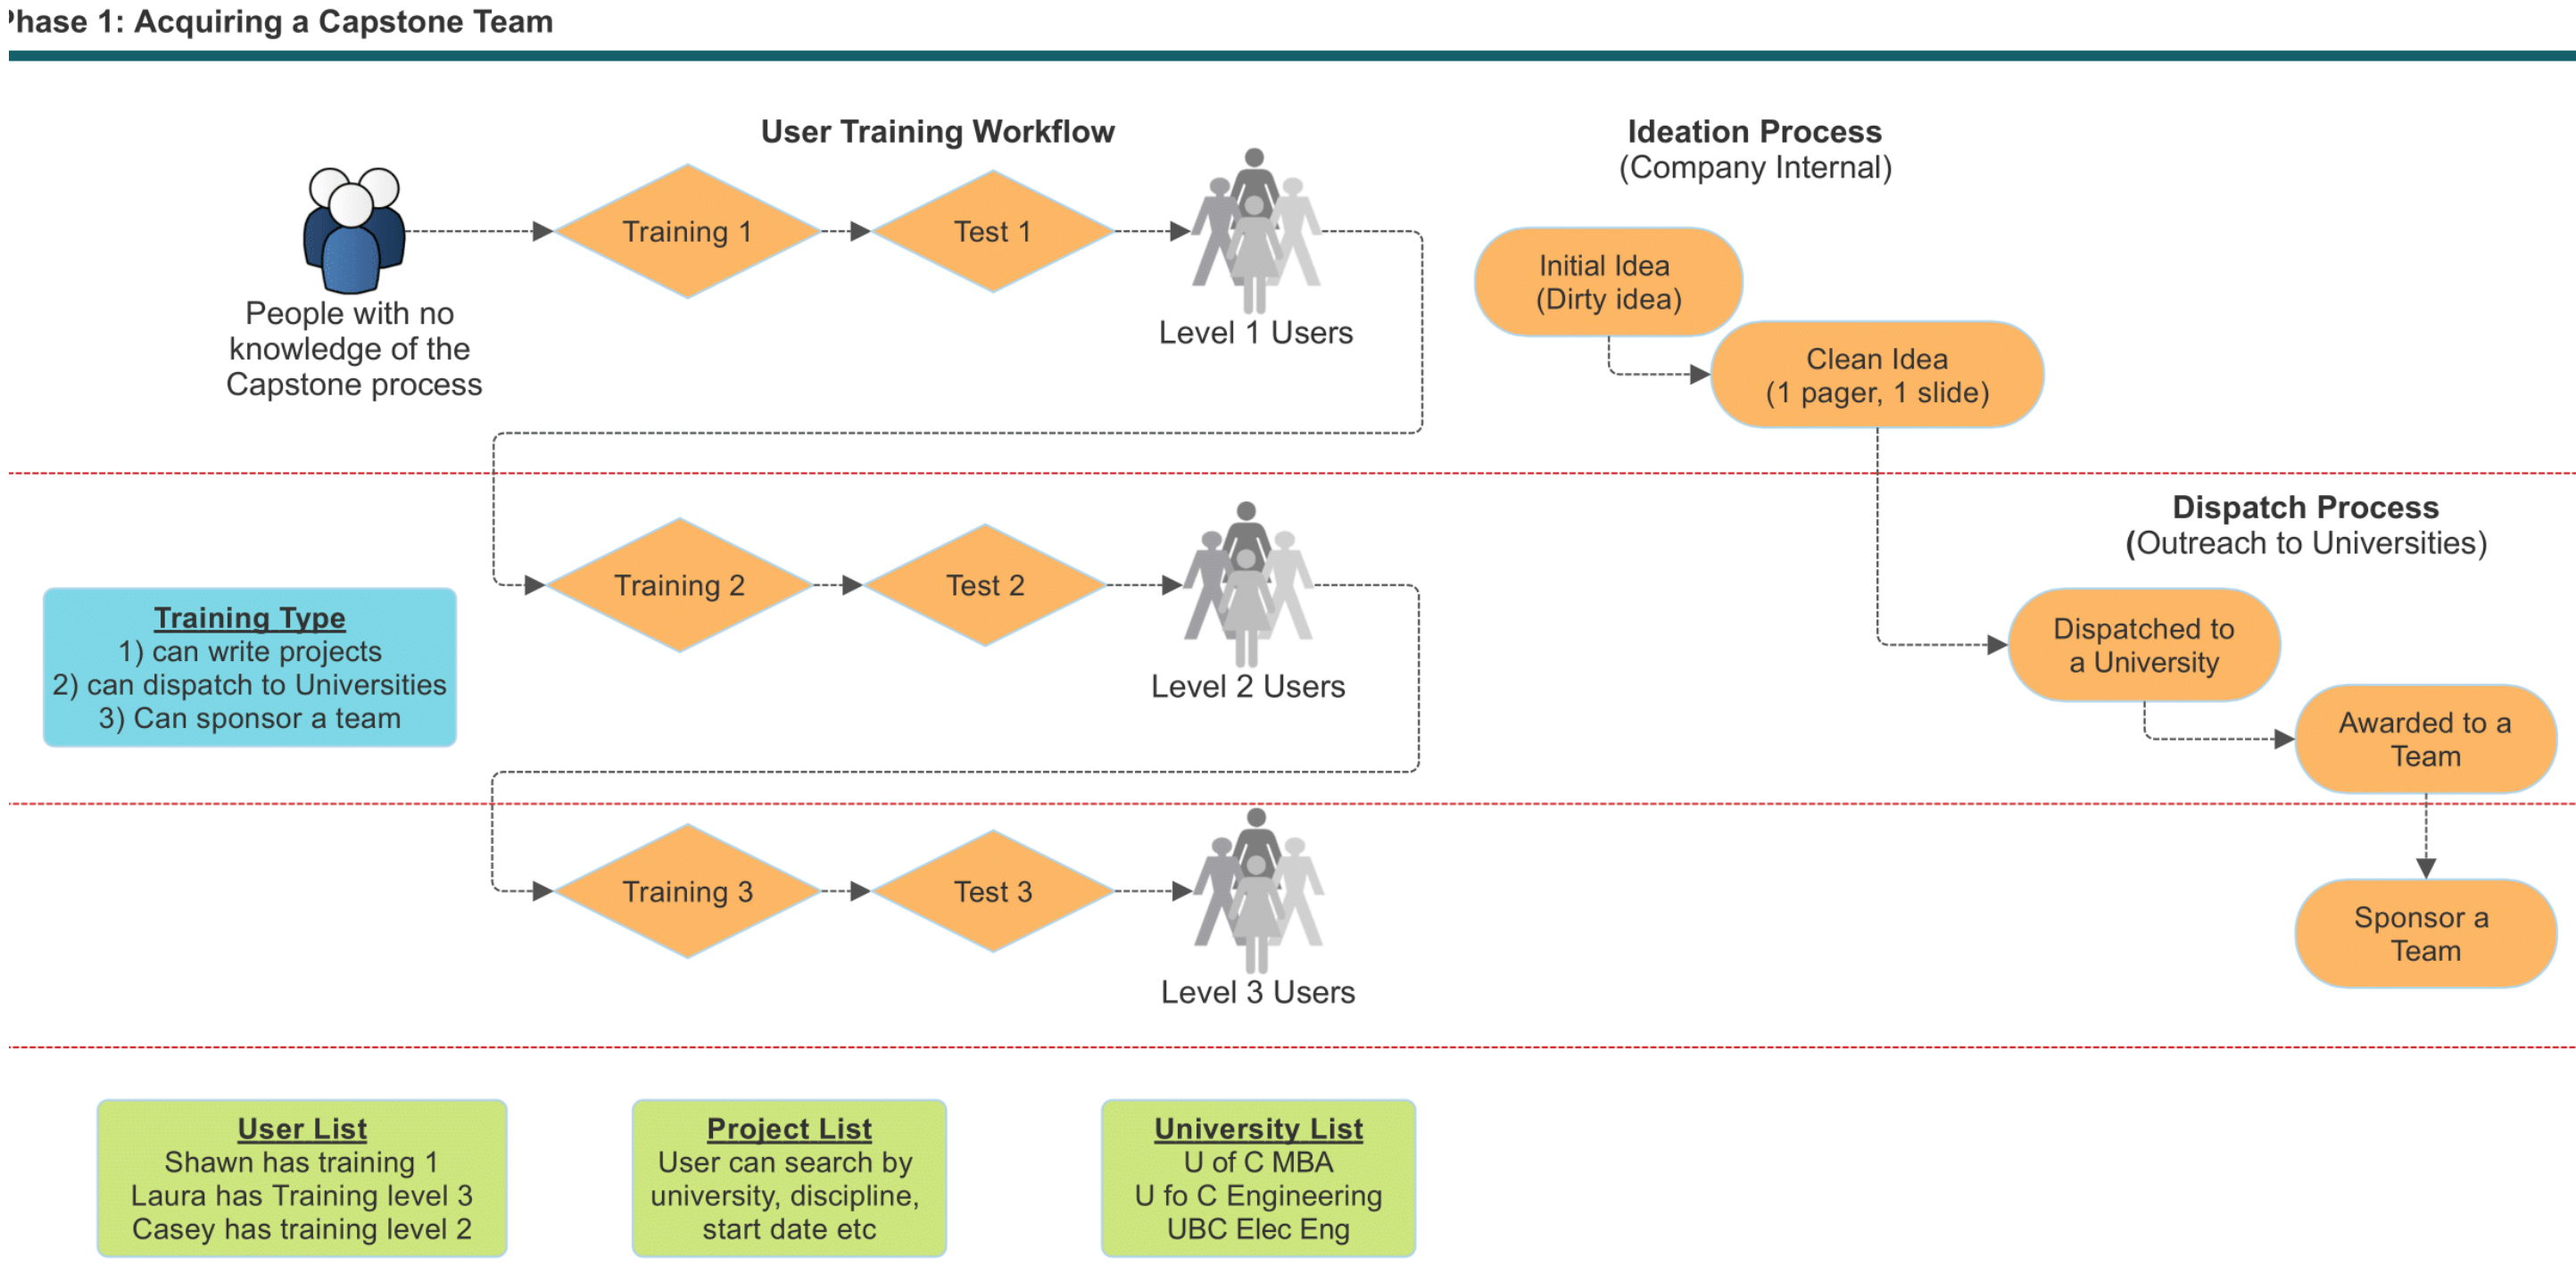 Phase 1: Acquiring a Capstone Team
User Training Workflow
Ideation Process
(Company Internal)
Training 1
Test 1
Initial Idea
(Dirty idea)
People with no
knowledge of the
Capstone process
Level 1 Users
Clean Idea
(1 pager, 1 slide)
Dispatch Process
(Outreach to Universities)
Training 2
Test 2
Training Type
1) can write projects
2) can dispatch to Universities
3) Can sponsor a team
Level 2 Users
Dispatched to
a University
Awarded to a
Team
Training 3
Test 3
Level 3 Users
Sponsor a
Team
User List
Shawn has training 1
Laura has Training level 3
Casey has training level 2
Project List
User can search by
university, discipline,
start date etc
University List
U of C MBA
U fo C Engineering
UBC Elec Eng